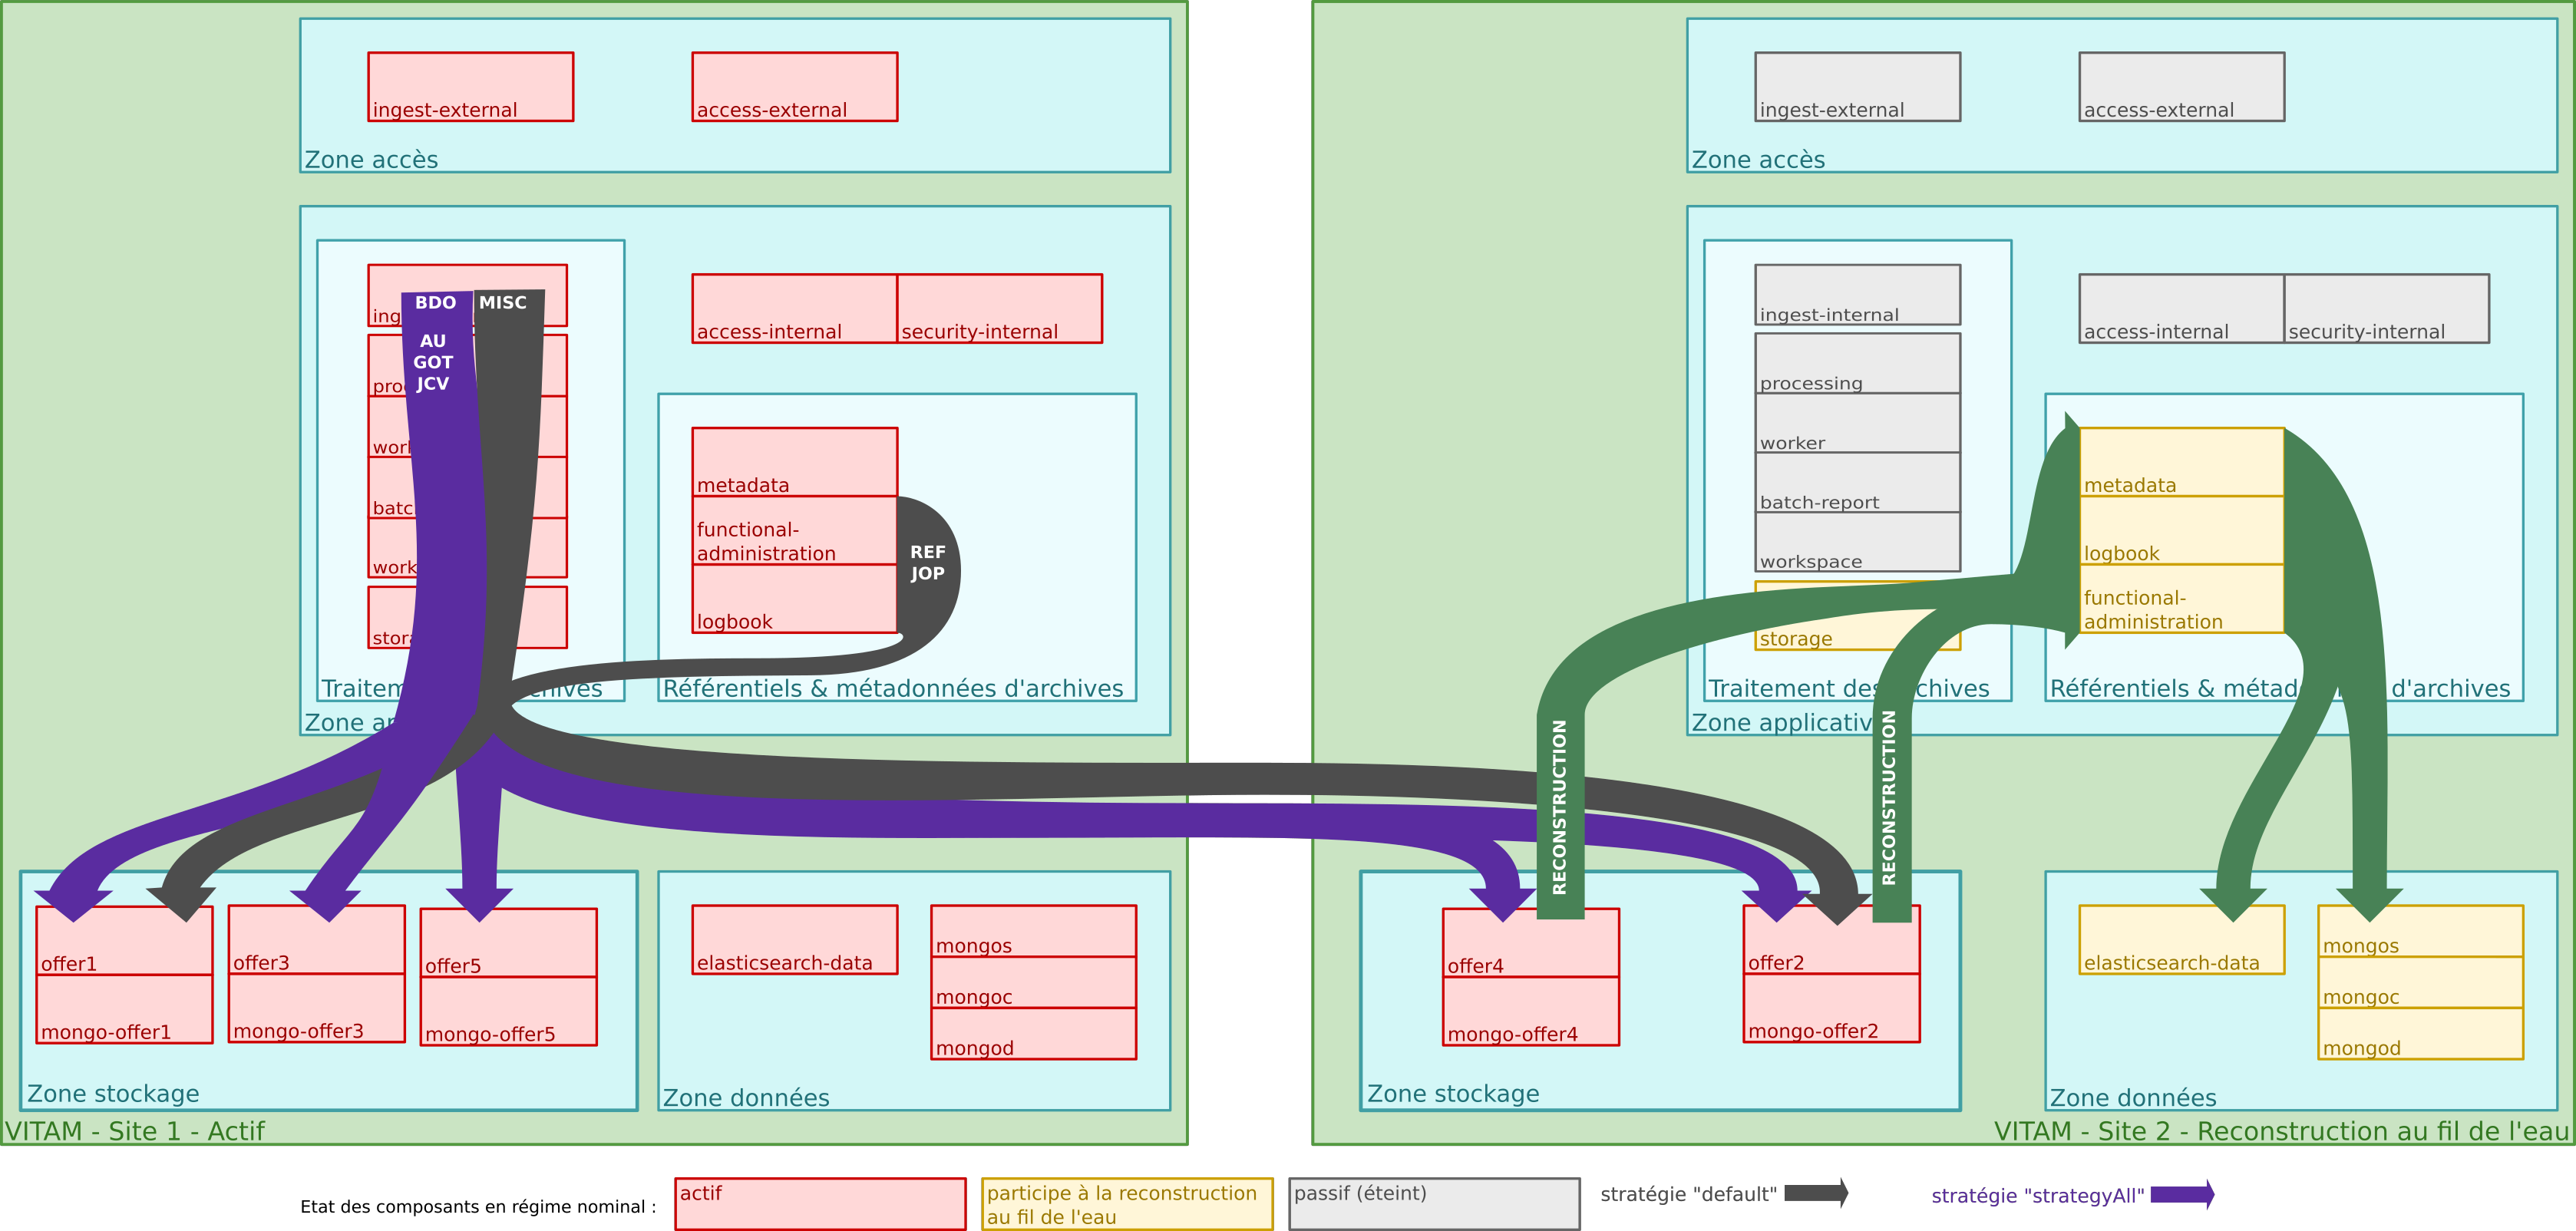 ingest-external
access-external
Zone accès
BDO
MISC
AU
GOT
JCV
ing
proc
work
batc
work
stora
access-internal
security-internal
metadata
functional-
administration
logbook
REF
JOP
Traitem
chives
Référentiels & métadonnées d'archives
Zone ap
offer1
mongo-offer1
offer3
mongo-offer3
offer5
mongo-offer5
Zone stockage
elasticsearch-data
mongos
mongoc
mongod
Zone données
VITAM - Site 1 - Actif
ingest-external
access-external
Zone accès
ingest-internal
processing
worker
batch-report
workspace
storage
access-internal
security-internal
metadata
logbook
functional-
administration
Traitement des
chives
Référentiels & métad
d'archives
Zone applicativ
RECONSTRUCTION
RECONSTRUCTION
offer4
mongo-offer4
offer2
mongo-offer2
Zone stockage
elasticsearch-data
mongos
mongoc
mongod
Zone données
VITAM - Site 2 - Reconstruction au fil de l'eau
Etat des composants en régime nominal :
actif
participe à la reconstruction
au fil de l'eau
passif (éteint)
stratégie "default"
stratégie "strategyAll"